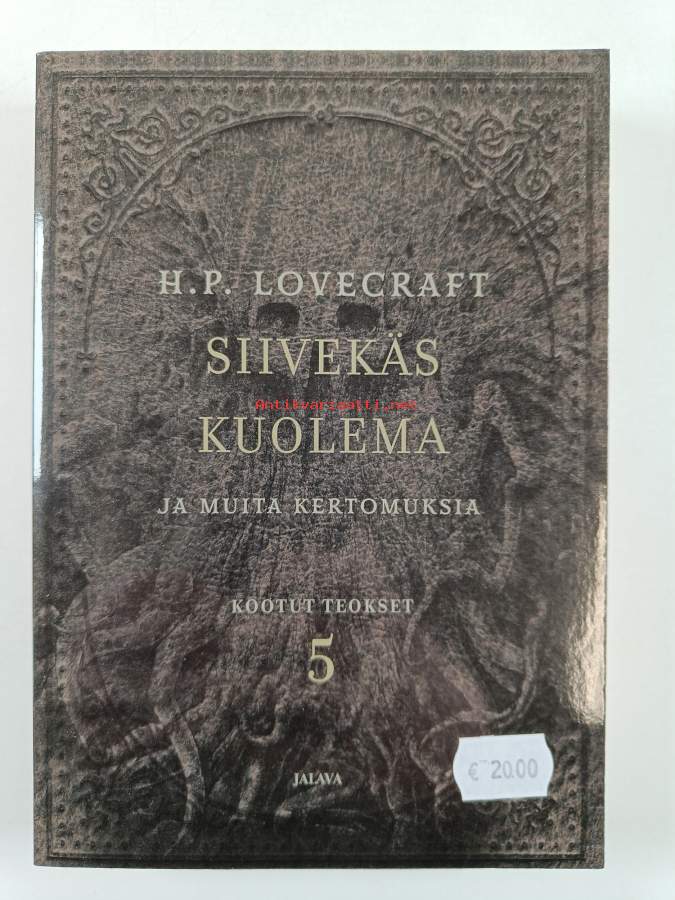 H.P. LOVECRAFT
SIIVEKÄS
Antikvariaatti.net
KUOLEMA
JA MUITA KERTOMUKSIA
KOOTUT TEOKSET
5
JALAVA
€ 20.00